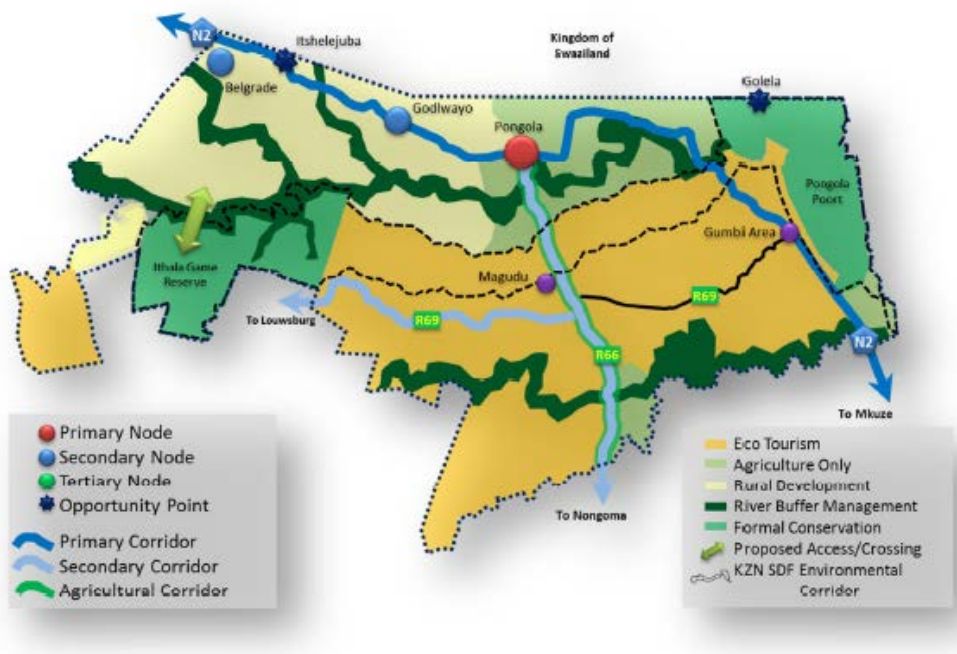 N2
Itshelejuba
Kingdom of
Swaziland
Belgrade
Godlwayo
Golela
Pongola
Pongola
Poort
Gumbi Area
Ithala Game
Reserve
Magudu
R69
To Louwsburg
R69
R66
N2
To Mkuze
To Nongoma
Primary Node
Secondary Node
Tertiary Node
Opportunity Point
Primary Corridor
Secondary Corridor
Agricultural Corridor
Eco Tourism
Agriculture Only
Rural Development
River Buffer Management
Formal Conservation
Proposed Access/Crossing
KZN SDF Environmental
Corridor